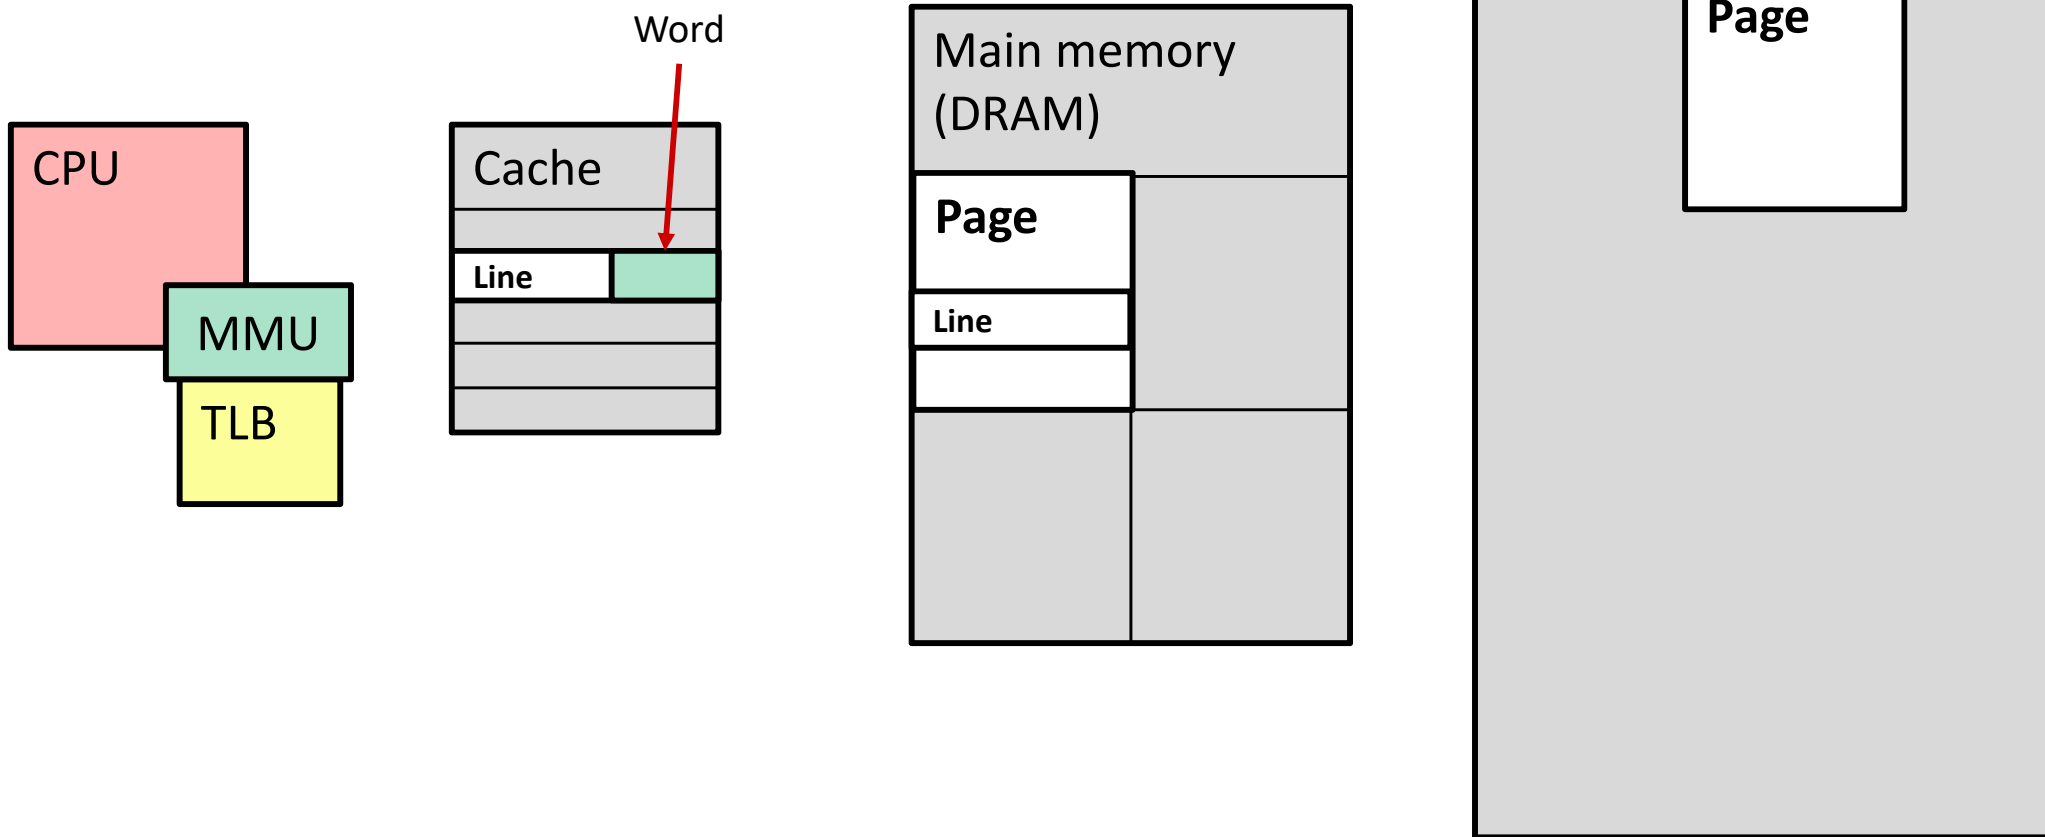 Word
CPU
MMU
TLB
Cache
Line
Main memory
(DRAM)
Page
Line
Page